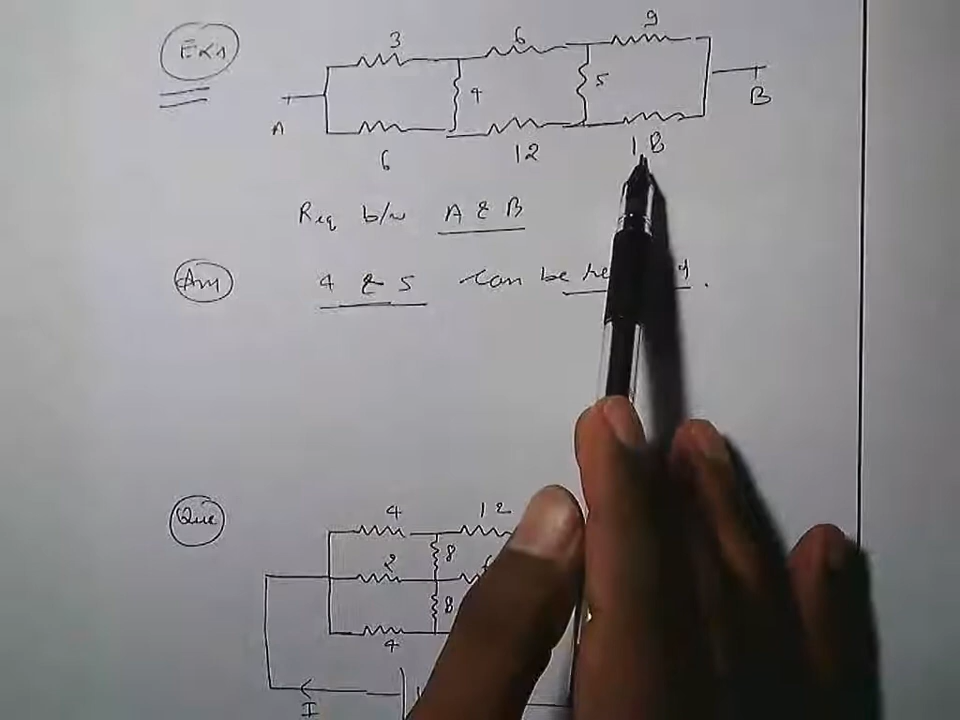 Ex1
3 6 9
A 4 5 B
6 12 18
Req b/w A & B
Ans 4 & 5 can be
Que 4 12
8
2
8
4
I